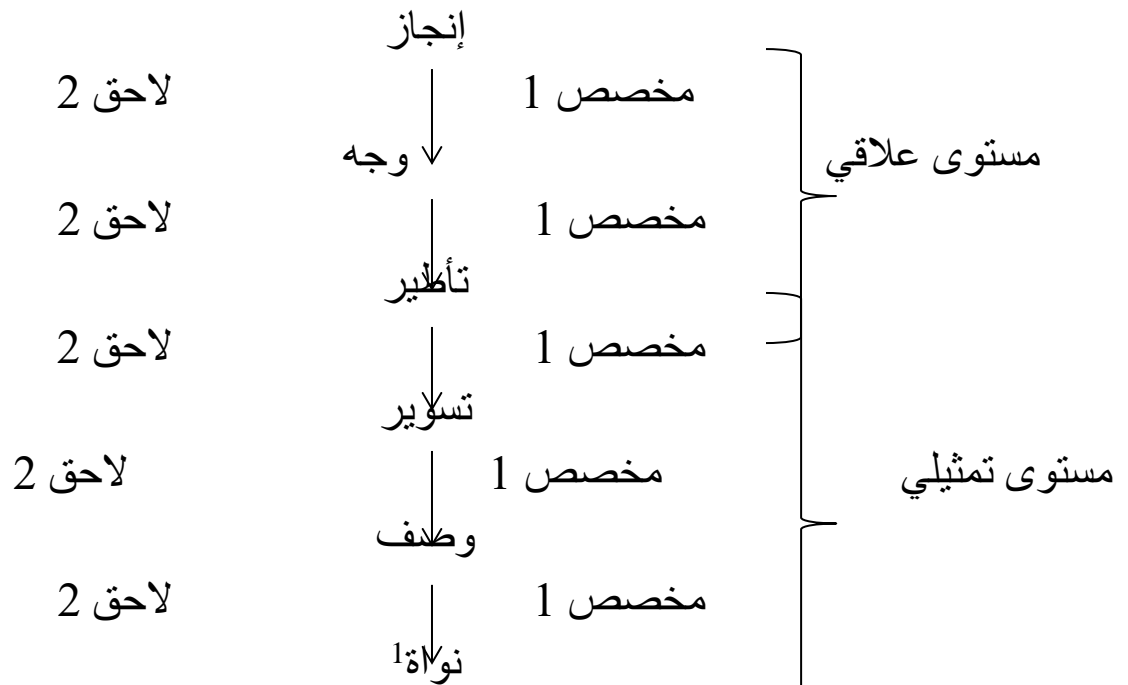 إنجاز
مخصص 1 لاحق 2
مستوى علاقي وجه
مخصص 1 لاحق 2
تأطير
مخصص 1 لاحق 2
تسوير
مستوى تمثيلي مخصص 1 لاحق 2
وصف
مخصص 1 لاحق 2
نواة1